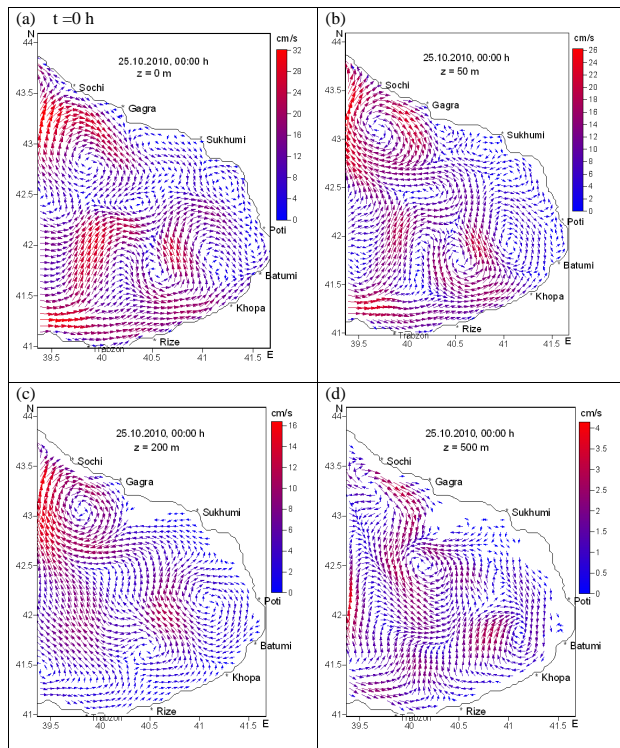 (a) t =0 h
N
44
43.5
43
42.5
42
41.5
41
39.5 40 40.5 41 41.5
E
25.10.2010, 00:00 h
z = 0 m
Sochi
Gagra
Sukhumi
Poti
Batumi
Khopa
Rize
Trabzon
cm/s
32
28
24
20
16
12
8
4
0
(b)
N
44
43.5
43
42.5
42
41.5
41
39.5 40 40.5 41 41.5
E
25.10.2010, 00:00 h
z = 50 m
Sochi
Gagra
Sukhumi
Poti
Batumi
Khopa
Rize
Trabzon
cm/s
26
24
22
20
18
16
14
12
10
8
6
4
2
0
(c)
N
44
43.5
43
42.5
42
41.5
41
39.5 40 40.5 41 41.5
E
25.10.2010, 00:00 h
z = 200 m
Sochi
Gagra
Sukhumi
Poti
Batumi
Khopa
Rize
Trabzon
cm/s
16
14
12
10
8
6
4
2
0
(d)
N
44
43.5
43
42.5
42
41.5
41
39.5 40 40.5 41 41.5
E
25.10.2010, 00:00 h
z = 500 m
Sochi
Gagra
Sukhumi
Poti
Batumi
Khopa
Rize
Trabzon
cm/s
4
3.5
3
2.5
2
1.5
1
0.5
0